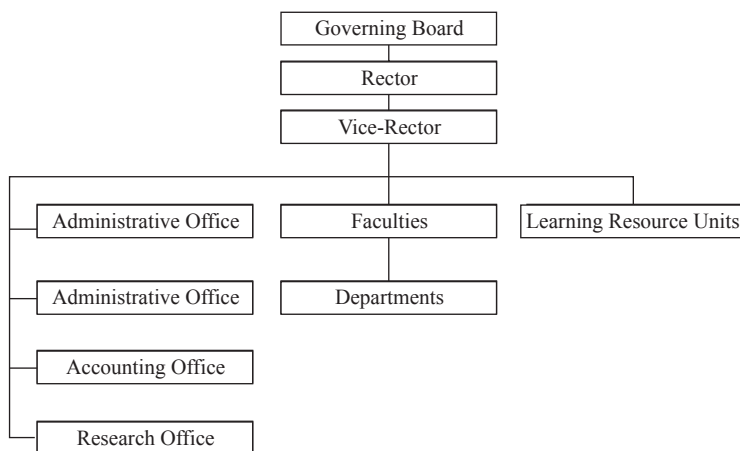 Governing Board
Rector
Vice-Rector
Administrative Office
Faculties
Learning Resource Units
Administrative Office
Departments
Accounting Office
Research Office